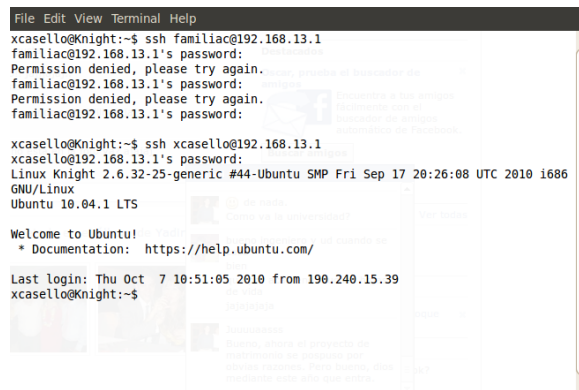 File Edit View Terminal Help
xcasello@Knight:~$ ssh familiac@192.168.13.1
familiac@192.168.13.1's password:
Permission denied, please try again.
familiac@192.168.13.1's password:
Permission denied, please try again.
familiac@192.168.13.1's password:
xcasello@Knight:~$ ssh xcasello@192.168.13.1
xcasello@192.168.13.1's password:
Linux Knight 2.6.32-25-generic #44-Ubuntu SMP Fri Sep 17 20:26:08 UTC 2010 i686
GNU/Linux
Ubuntu 10.04.1 LTS
Welcome to Ubuntu!
* Documentation:  https://help.ubuntu.com/
Last login: Thu Oct  7 10:51:05 2010 from 190.240.15.39
xcasello@Knight:~$